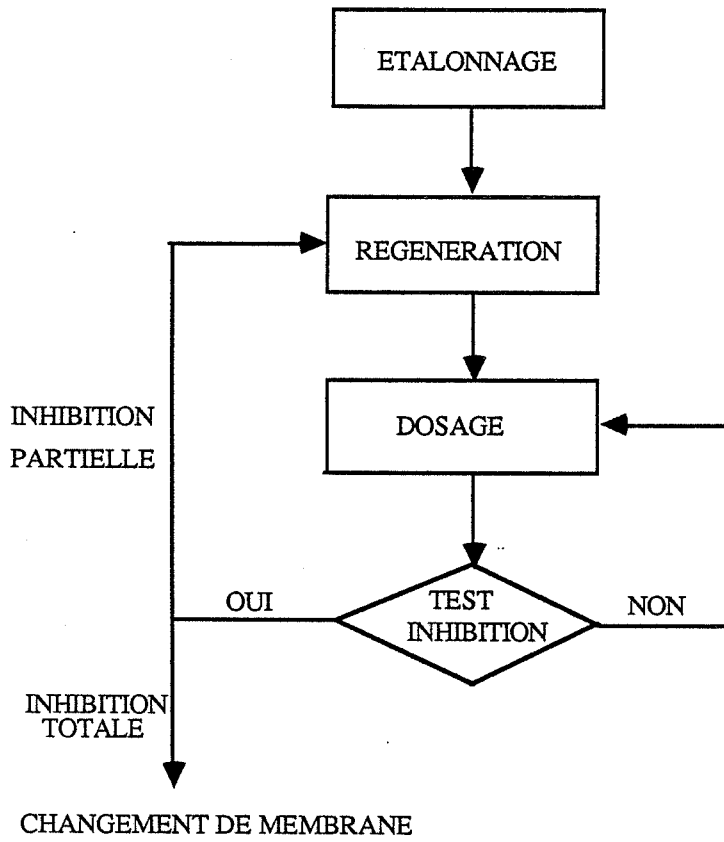 ETALONNAGE
REGENERATION
INHIBITION
PARTIELLE
DOSAGE
OUI
TEST
INHIBITION
NON
INHIBITION
TOTALE
CHANGEMENT DE MEMBRANE